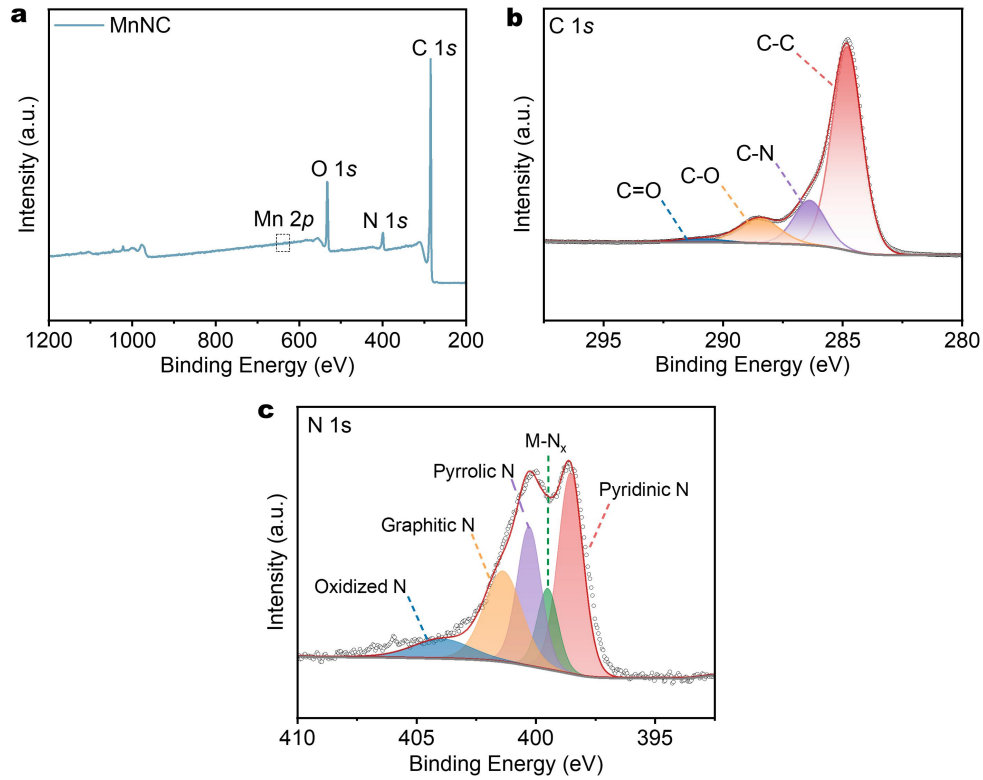 a
MnNC
C 1s
O 1s
Mn 2p
N 1s
Intensity (a.u.)
1200 1000 800 600 400 200
Binding Energy (eV)
b
C 1s
C-C
C-N
C-O
C=O
Intensity (a.u.)
295 290 285 280
Binding Energy (eV)
c
N 1s
M-Nₓ
Pyrrolic N
Pyridinic N
Graphitic N
Oxidized N
Intensity (a.u.)
410 405 400 395
Binding Energy (eV)